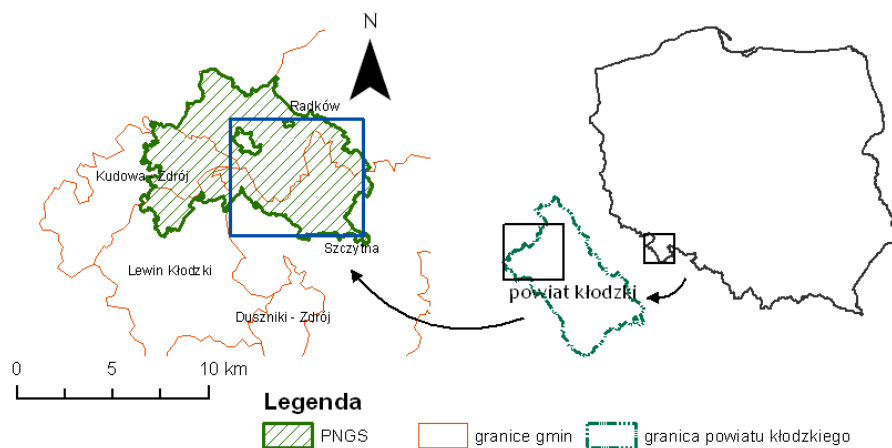 N
Radków
Kudowa - Zdrój
Szczytna
Lewin Kłodzki
powiat kłodzki
Duszniki - Zdrój
0 5 10 km
Legenda
PNGS granice gmin granica powiatu kłodzkiego